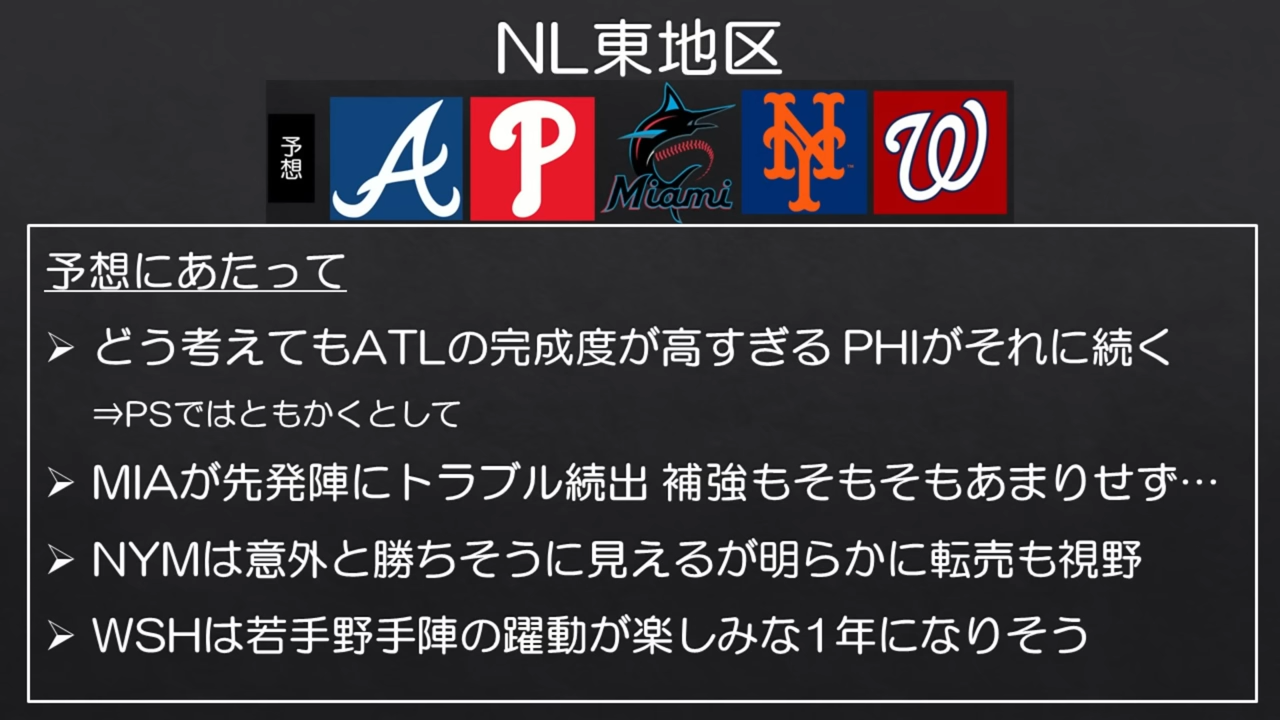 NL東地区
予想
A
P
Miami
NY
W
予想にあたって
➢ どう考えてもATLの完成度が高すぎる PHIがそれに続く
⇒PSではともかくとして
➢ MIAが先発陣にトラブル続出 補強もそもそもあまりせず…
➢ NYMは意外と勝ちそうに見えるが明らかに転売も視野
➢ WSHは若手野手陣の躍動が楽しみな1年になりそう